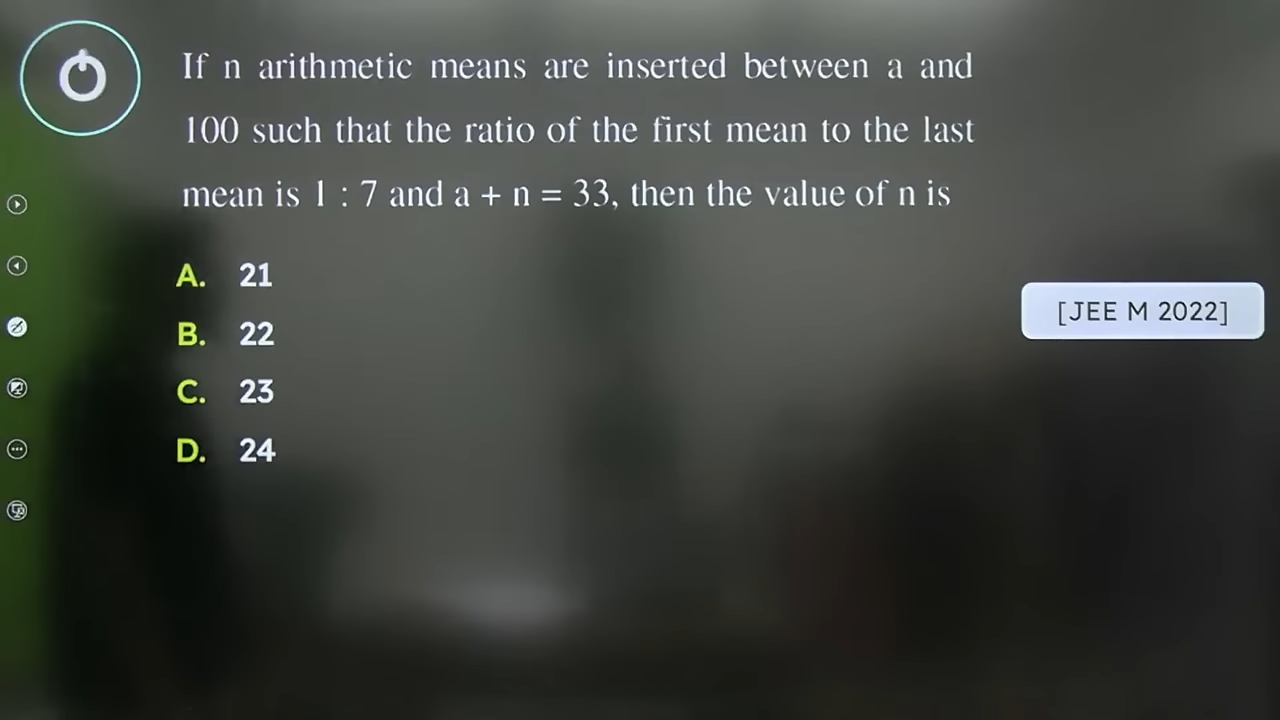 If n arithmetic means are inserted between a and
100 such that the ratio of the first mean to the last
mean is 1 : 7 and a + n = 33, then the value of n is
A. 21
B. 22
[JEE M 2022]
C. 23
D. 24